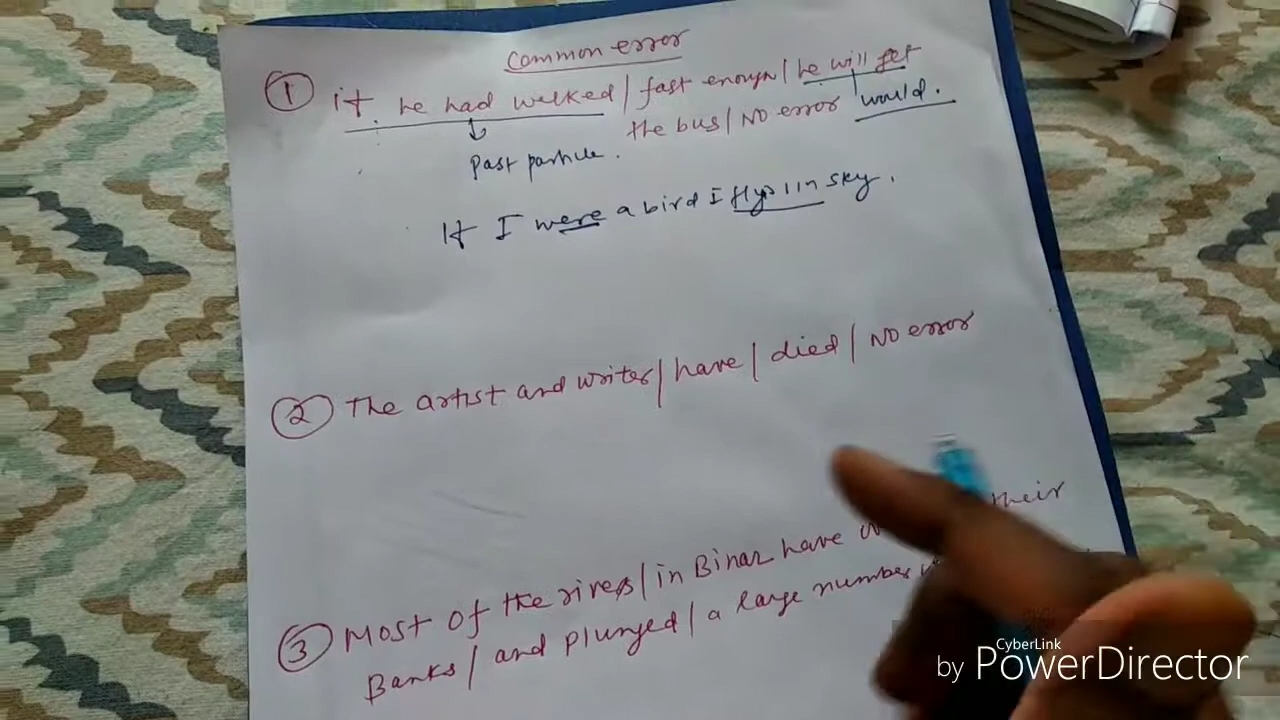 Common error
① if he had walked / fast enough / he will get
the bus / No error would.
Past participle.
If I were a bird I in sky.
② The artist and writer / have / died / No error
③ Most of the rivers / in Bihar have their
Banks / and plunged / a large number
CyberLink
by PowerDirector